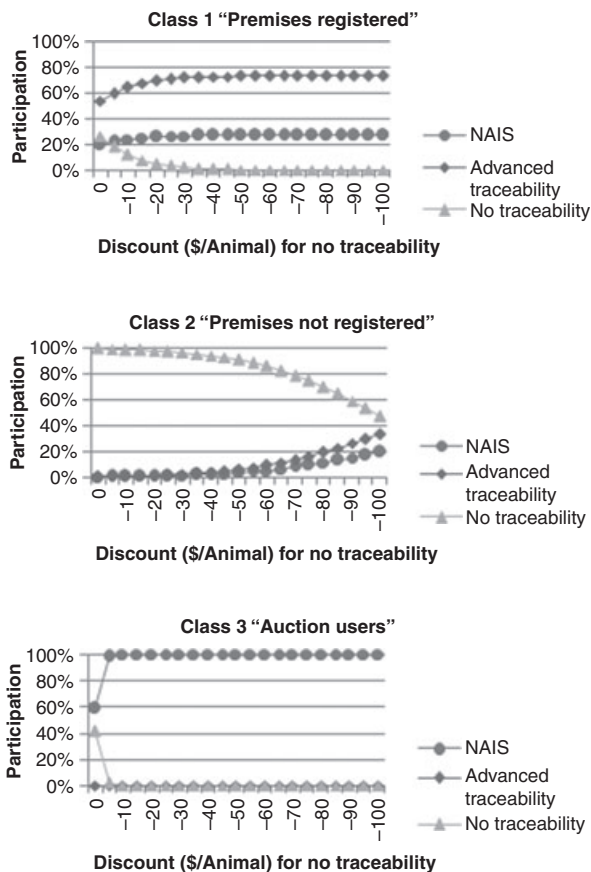 Class 1 “Premises registered”
100%
80%
60%
40%
20%
0%
Participation
0
–10
–20
–30
–40
–50
–60
–70
–80
–90
–100
Discount ($/Animal) for no traceability
NAIS
Advanced
traceability
No traceability
Class 2 “Premises not registered”
100%
80%
60%
40%
20%
0%
Participation
0
–10
–20
–30
–40
–50
–60
–70
–80
–90
–100
Discount ($/Animal) for no traceability
NAIS
Advanced
traceability
No traceability
Class 3 “Auction users”
100%
80%
60%
40%
20%
0%
Participation
0
–10
–20
–30
–40
–50
–60
–70
–80
–90
–100
Discount ($/Animal) for no traceability
NAIS
Advanced
traceability
No traceability